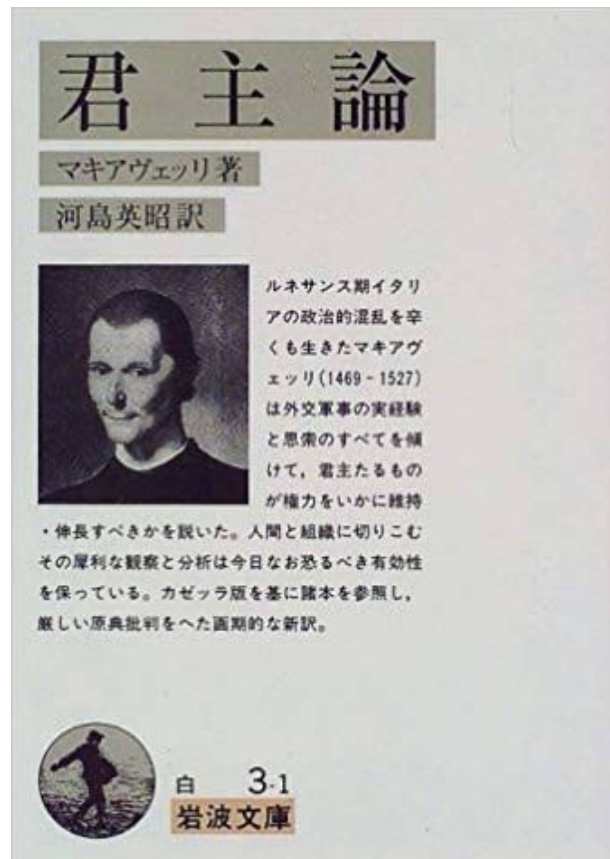 君主論
マキアヴェッリ著
河島英昭訳
ルネサンス期イタリ
アの政治的混乱を辛
くも生きたマキアヴ
ェッリ(1469‐1527)
は外交軍事の実経験
と思索のすべてを傾
けて，君主たるもの
が権力をいかに維持
・伸長すべきかを説いた。人間と組織に切りこむ
その犀利な観察と分析は今日なお恐るべき有効性
を保っている。カゼッラ版を基に諸本を参照し，
厳しい原典批判をへた画期的な新訳。
白 3-1
岩波文庫